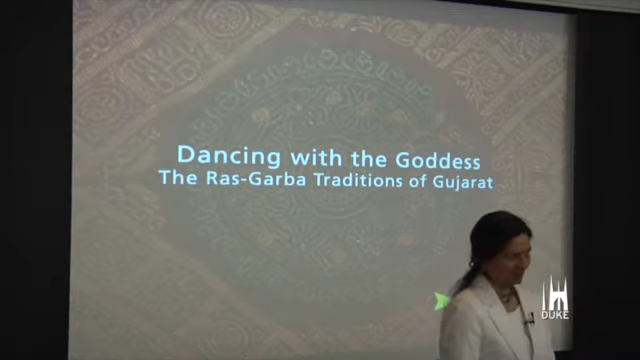 Dancing with the Goddess
The Ras-Garba Traditions of Gujarat
DUKE